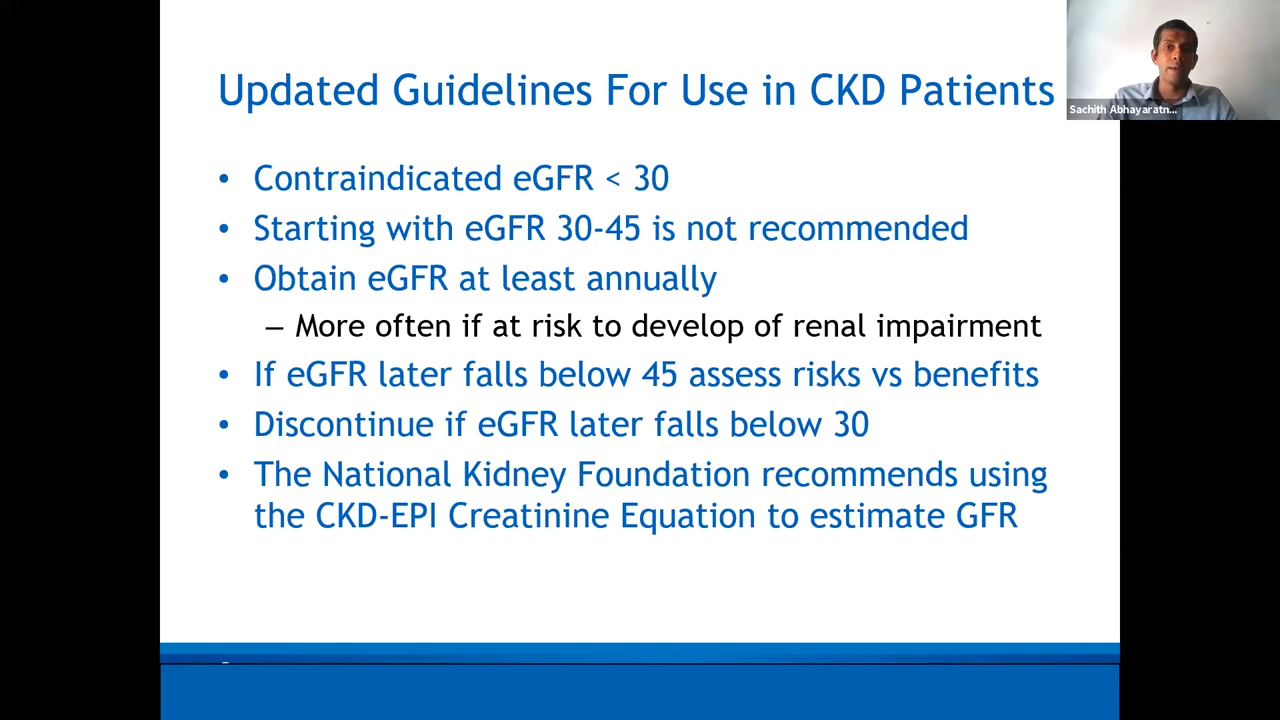 Updated Guidelines For Use in CKD Patients
Sachith Abhayaratn...
• Contraindicated eGFR < 30
• Starting with eGFR 30-45 is not recommended
• Obtain eGFR at least annually
– More often if at risk to develop of renal impairment
• If eGFR later falls below 45 assess risks vs benefits
• Discontinue if eGFR later falls below 30
• The National Kidney Foundation recommends using
the CKD-EPI Creatinine Equation to estimate GFR